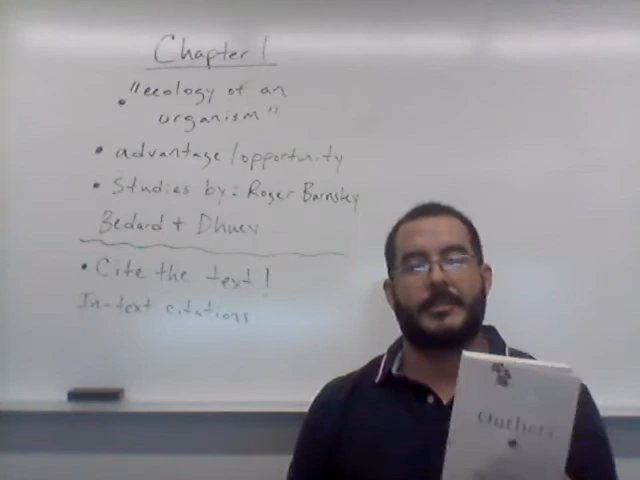 Chapter 1
• "ecology of an
organism"
• advantage/opportunity
• Studies by: Roger Barnsley
Bedard + Dhuey
• Cite the text!
In-text citations
Outliers